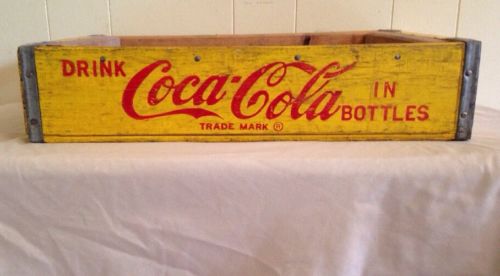 DRINK Coca-Cola IN
BOTTLES
TRADE MARK ®